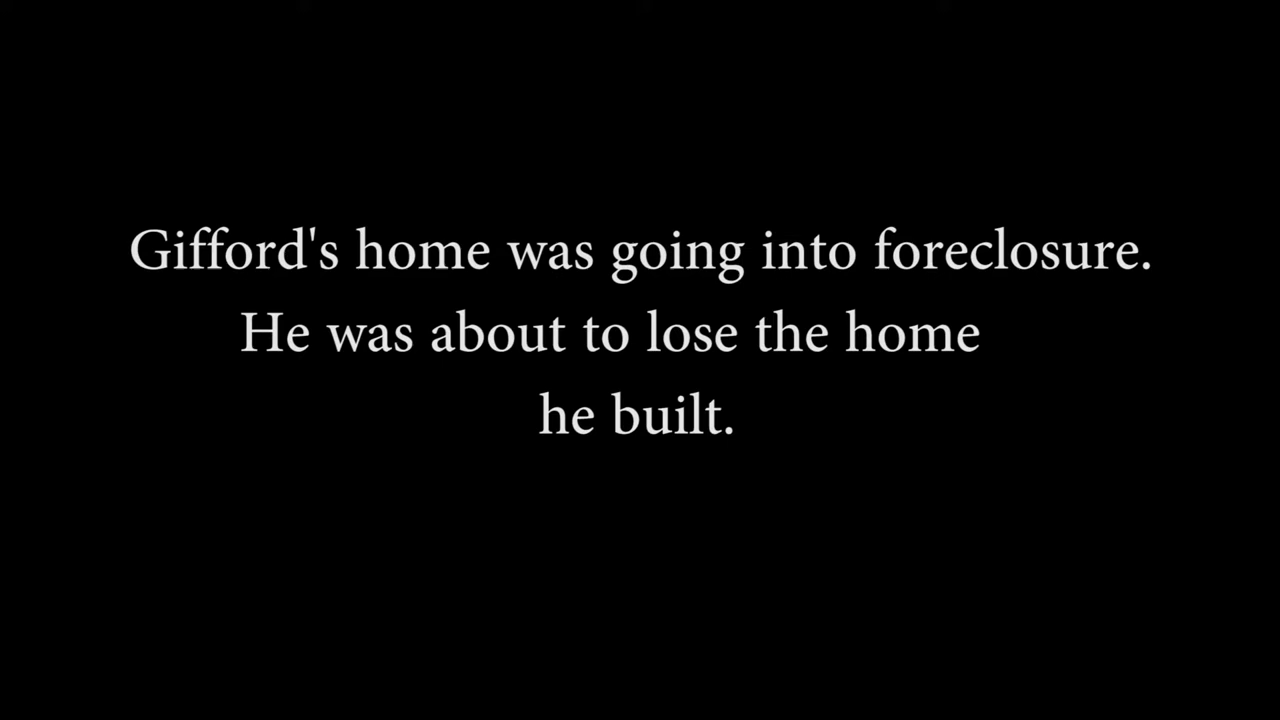 Gifford's home was going into foreclosure.
He was about to lose the home
he built.